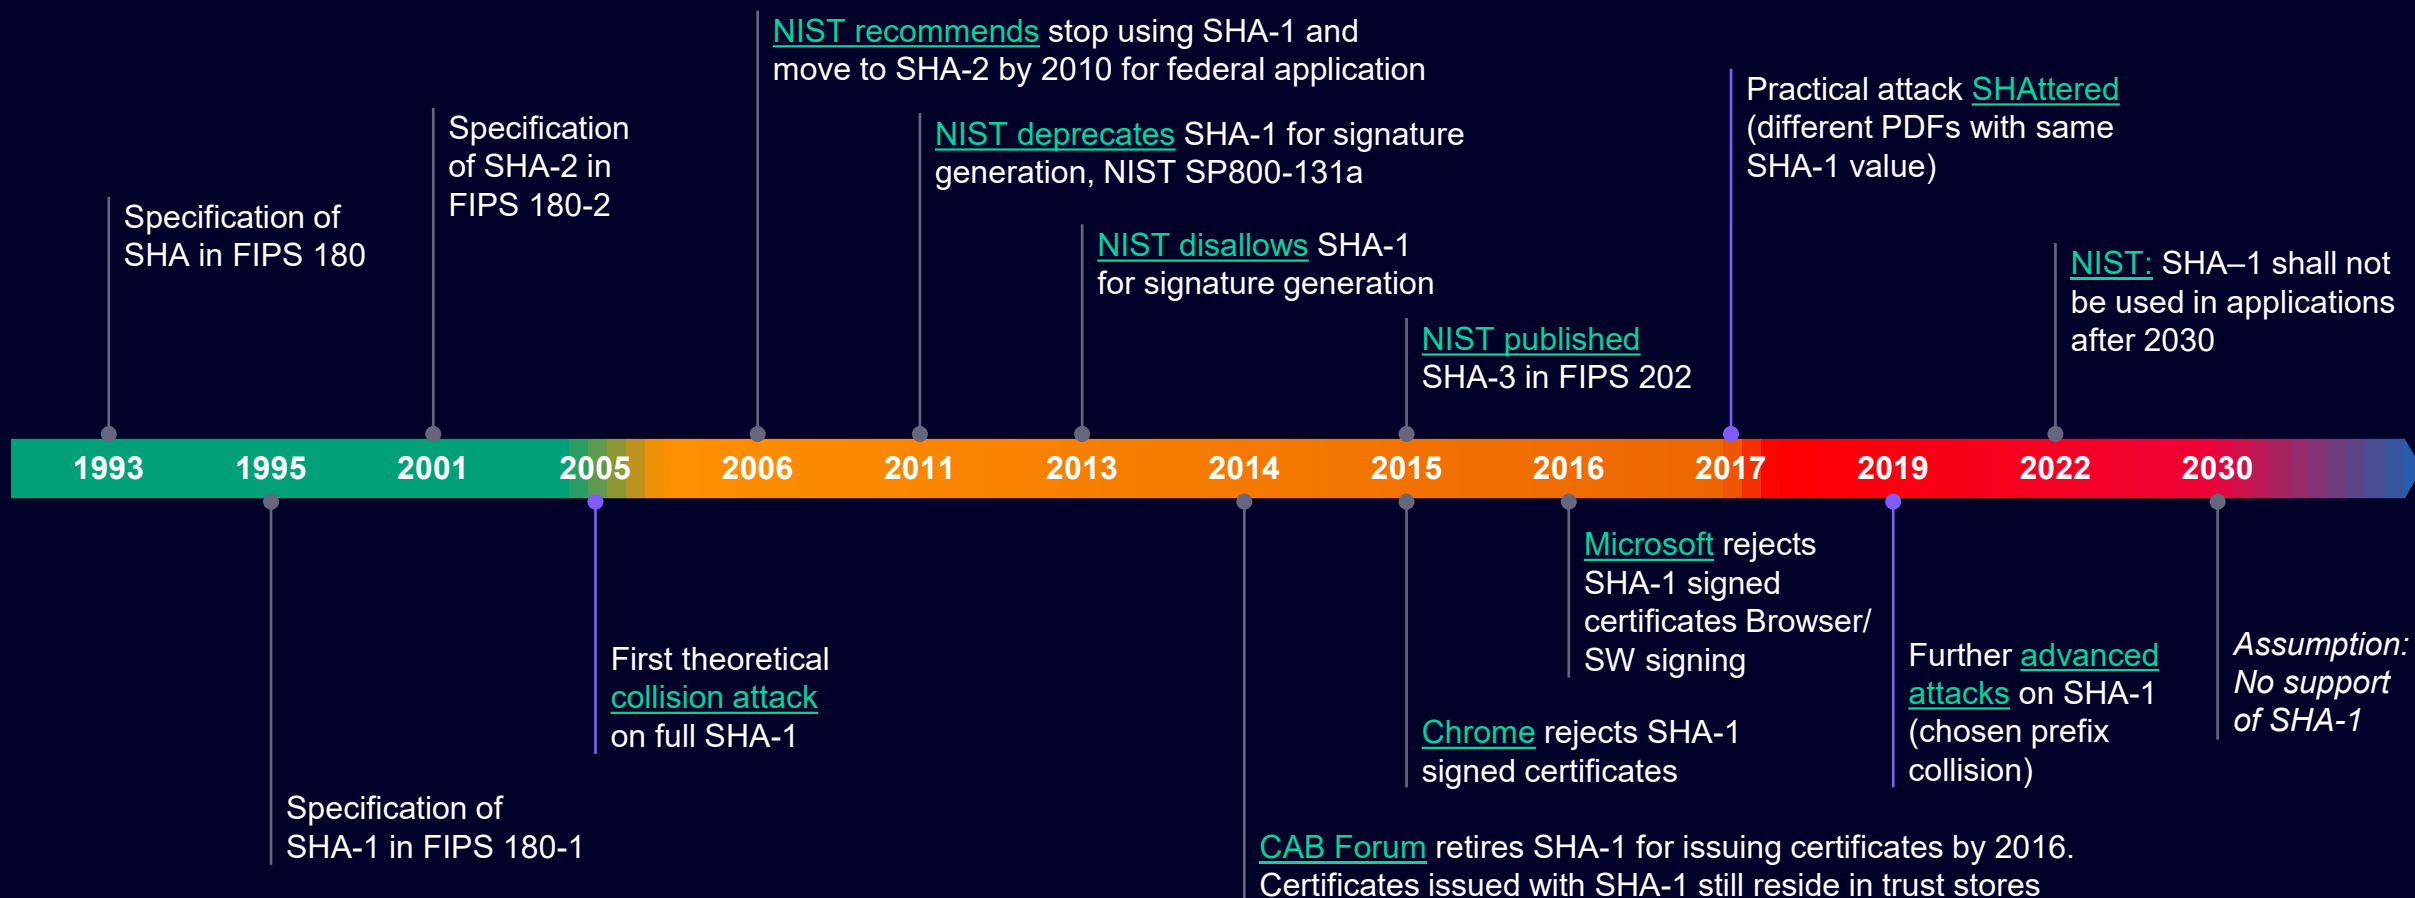 NIST recommends stop using SHA-1 and
move to SHA-2 by 2010 for federal application
Practical attack SHAttered
(different PDFs with same
SHA-1 value)
Specification
of SHA-2 in
FIPS 180-2
NIST deprecates SHA-1 for signature
generation, NIST SP800-131a
Specification of
SHA in FIPS 180
NIST disallows SHA-1
for signature generation
NIST: SHA–1 shall not
be used in applications
after 2030
NIST published
SHA-3 in FIPS 202
1993 1995 2001 2005 2006 2011 2013 2014 2015 2016 2017 2019 2022 2030
Microsoft rejects
SHA-1 signed
certificates Browser/
SW signing
First theoretical
collision attack
on full SHA-1
Further advanced
attacks on SHA-1
(chosen prefix
collision)
Assumption:
No support
of SHA-1
Chrome rejects SHA-1
signed certificates
Specification of
SHA-1 in FIPS 180-1
CAB Forum retires SHA-1 for issuing certificates by 2016.
Certificates issued with SHA-1 still reside in trust stores